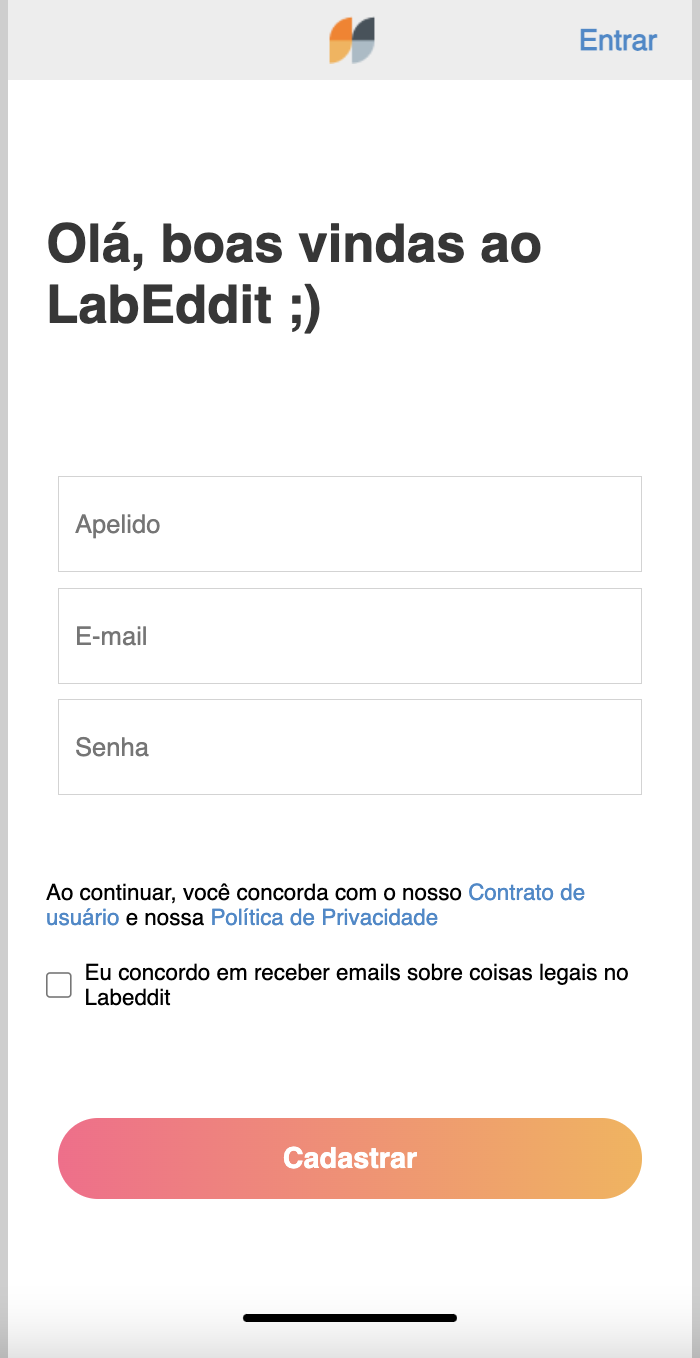 Entrar
Olá, boas vindas ao
LabEddit ;)
Apelido
E-mail
Senha
Ao continuar, você concorda com o nosso Contrato de
usuário e nossa Política de Privacidade
Eu concordo em receber emails sobre coisas legais no
Labeddit
Cadastrar